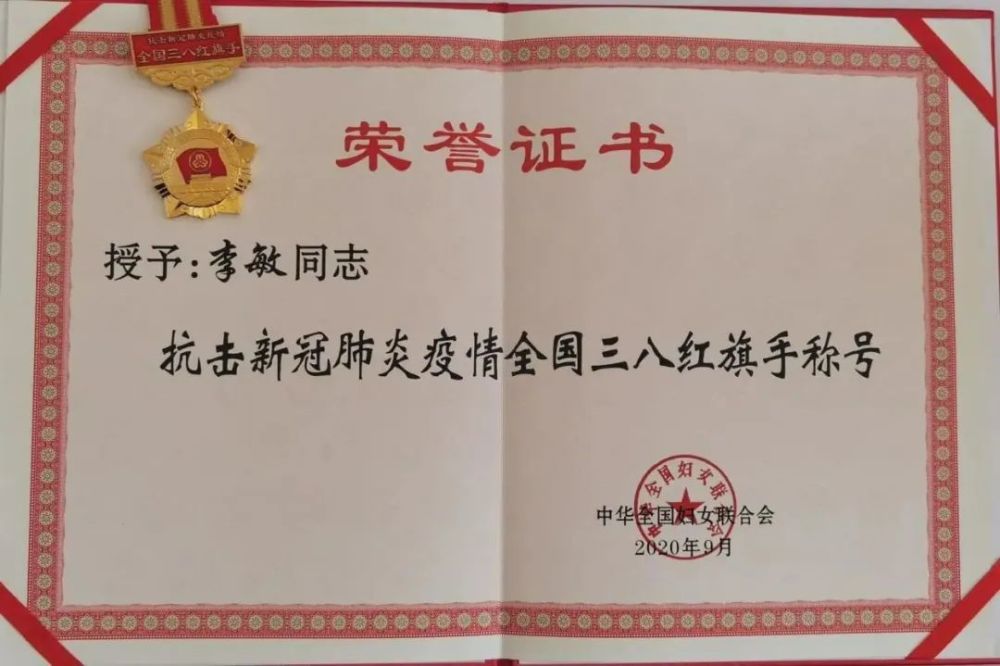 抗击新冠肺炎疫情
全国三八红旗手
荣誉证书
授予:李敏同志
抗击新冠肺炎疫情全国三八红旗手称号
中华全国妇女联合会
中华全国妇女联合会
2020年9月